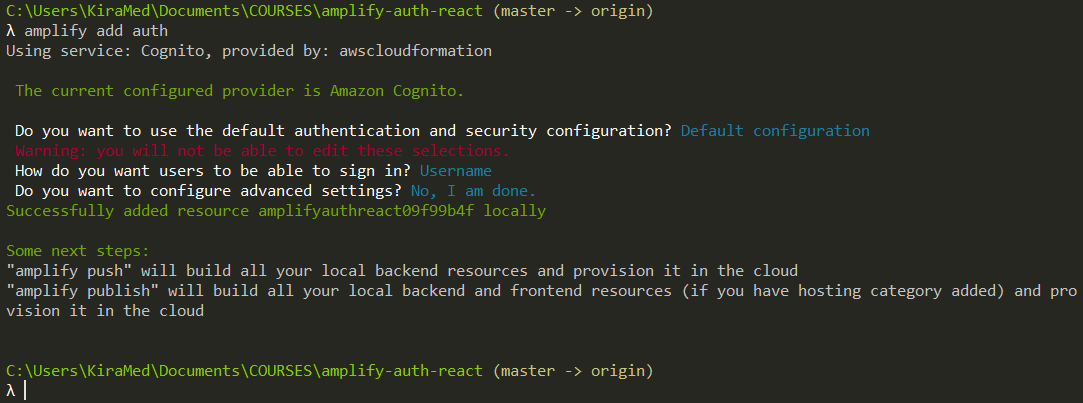 C:\Users\KiraMed\Documents\COURSES\amplify-auth-react (master -> origin)
λ amplify add auth
Using service: Cognito, provided by: awscloudformation
The current configured provider is Amazon Cognito.
Do you want to use the default authentication and security configuration? Default configuration
Warning: you will not be able to edit these selections.
How do you want users to be able to sign in? Username
Do you want to configure advanced settings? No, I am done.
Successfully added resource amplifyauthreact09f99b4f locally
Some next steps:
"amplify push" will build all your local backend resources and provision it in the cloud
"amplify publish" will build all your local backend and frontend resources (if you have hosting category added) and pro
vision it in the cloud
C:\Users\KiraMed\Documents\COURSES\amplify-auth-react (master -> origin)
λ